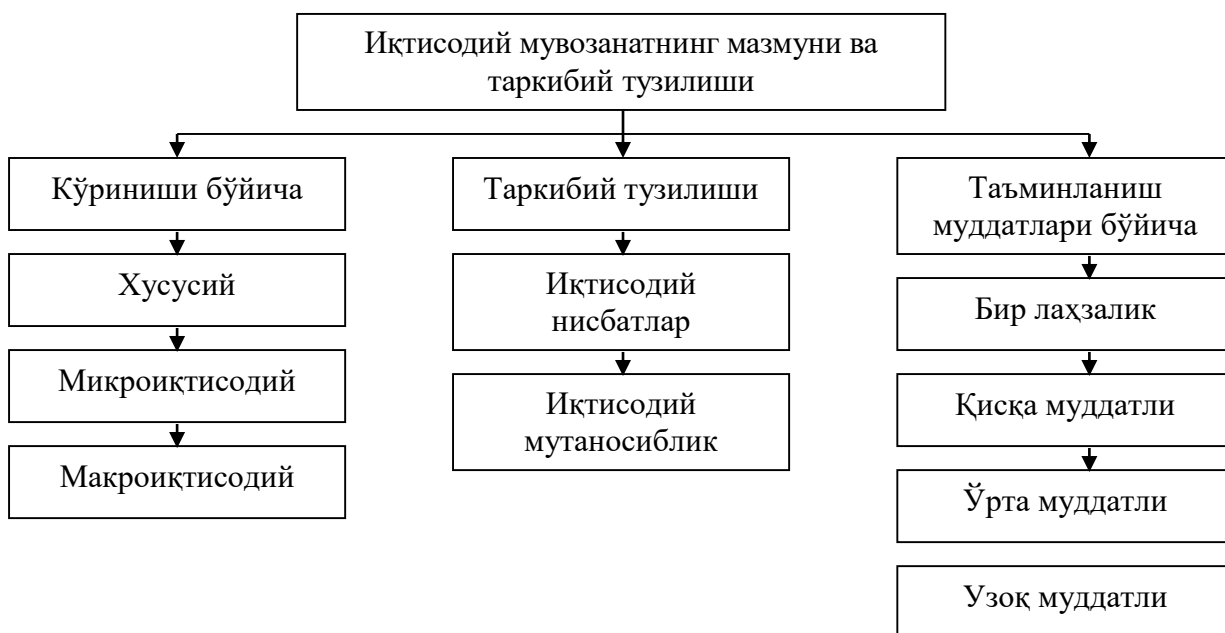 Иқтисодий мувозанатнинг мазмуни ва
таркибий тузилиши
Кўриниши бўйича
Хусусий
Микроиқтисодий
Макроиқтисодий
Таркибий тузилиши
Иқтисодий
нисбатлар
Иқтисодий
мутаносиблик
Таъминланиш
муддатлари бўйича
Бир лаҳзалик
Қисқа муддатли
Ўрта муддатли
Узоқ муддатли